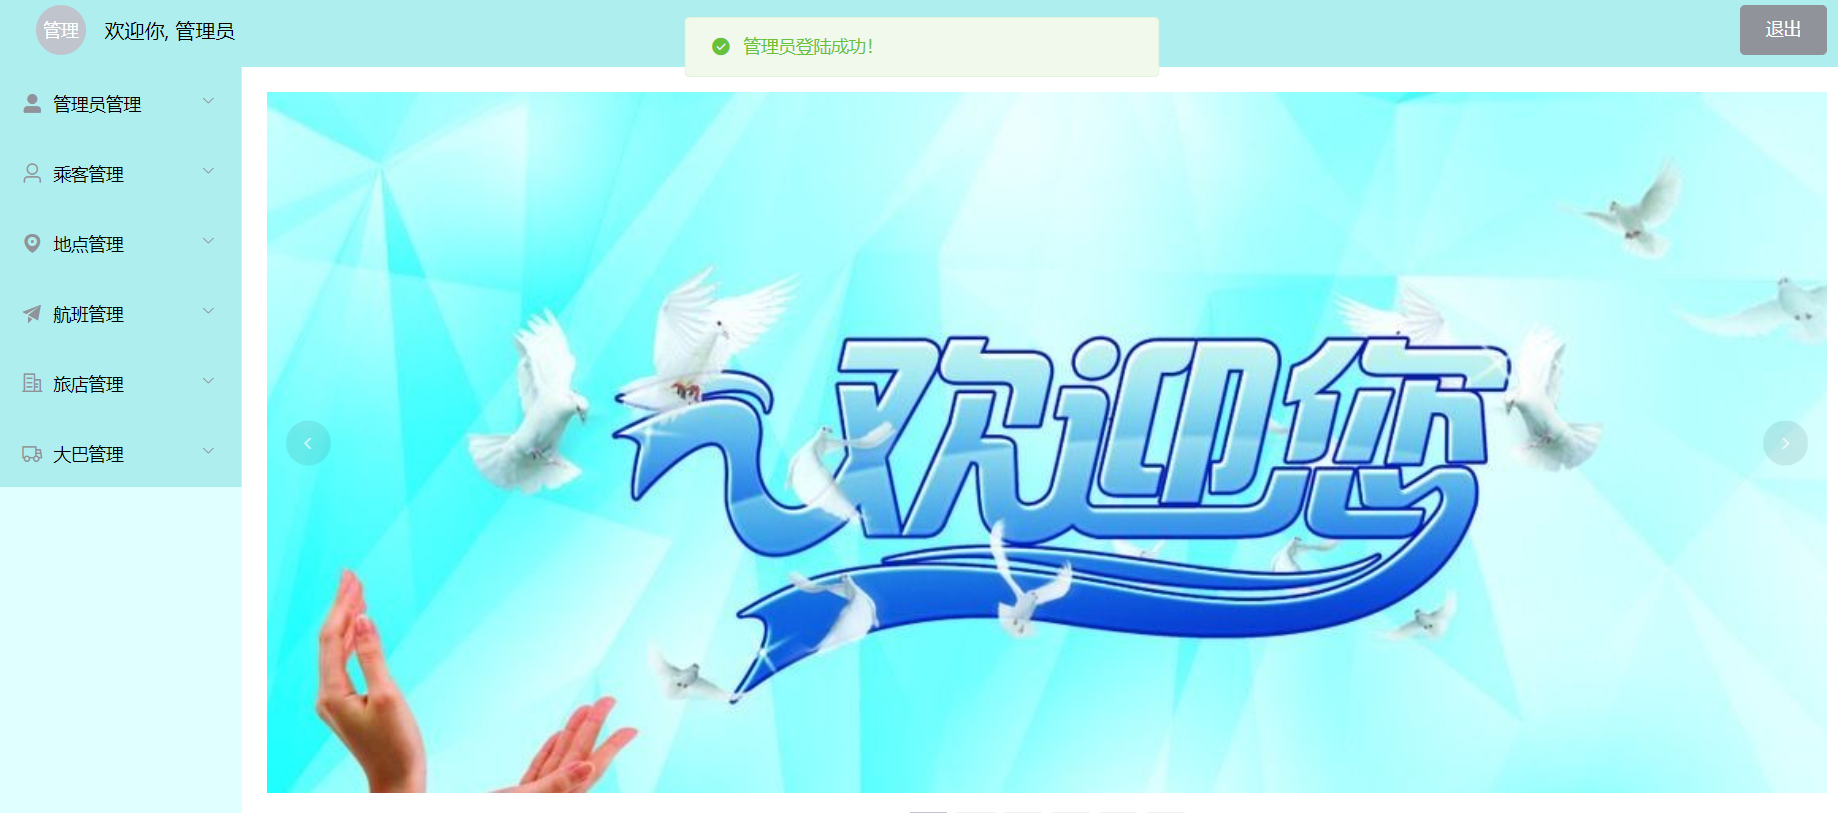 管理
欢迎你, 管理员
管理员登陆成功!
退出
管理员管理
乘客管理
地点管理
航班管理
旅店管理
大巴管理
欢迎您